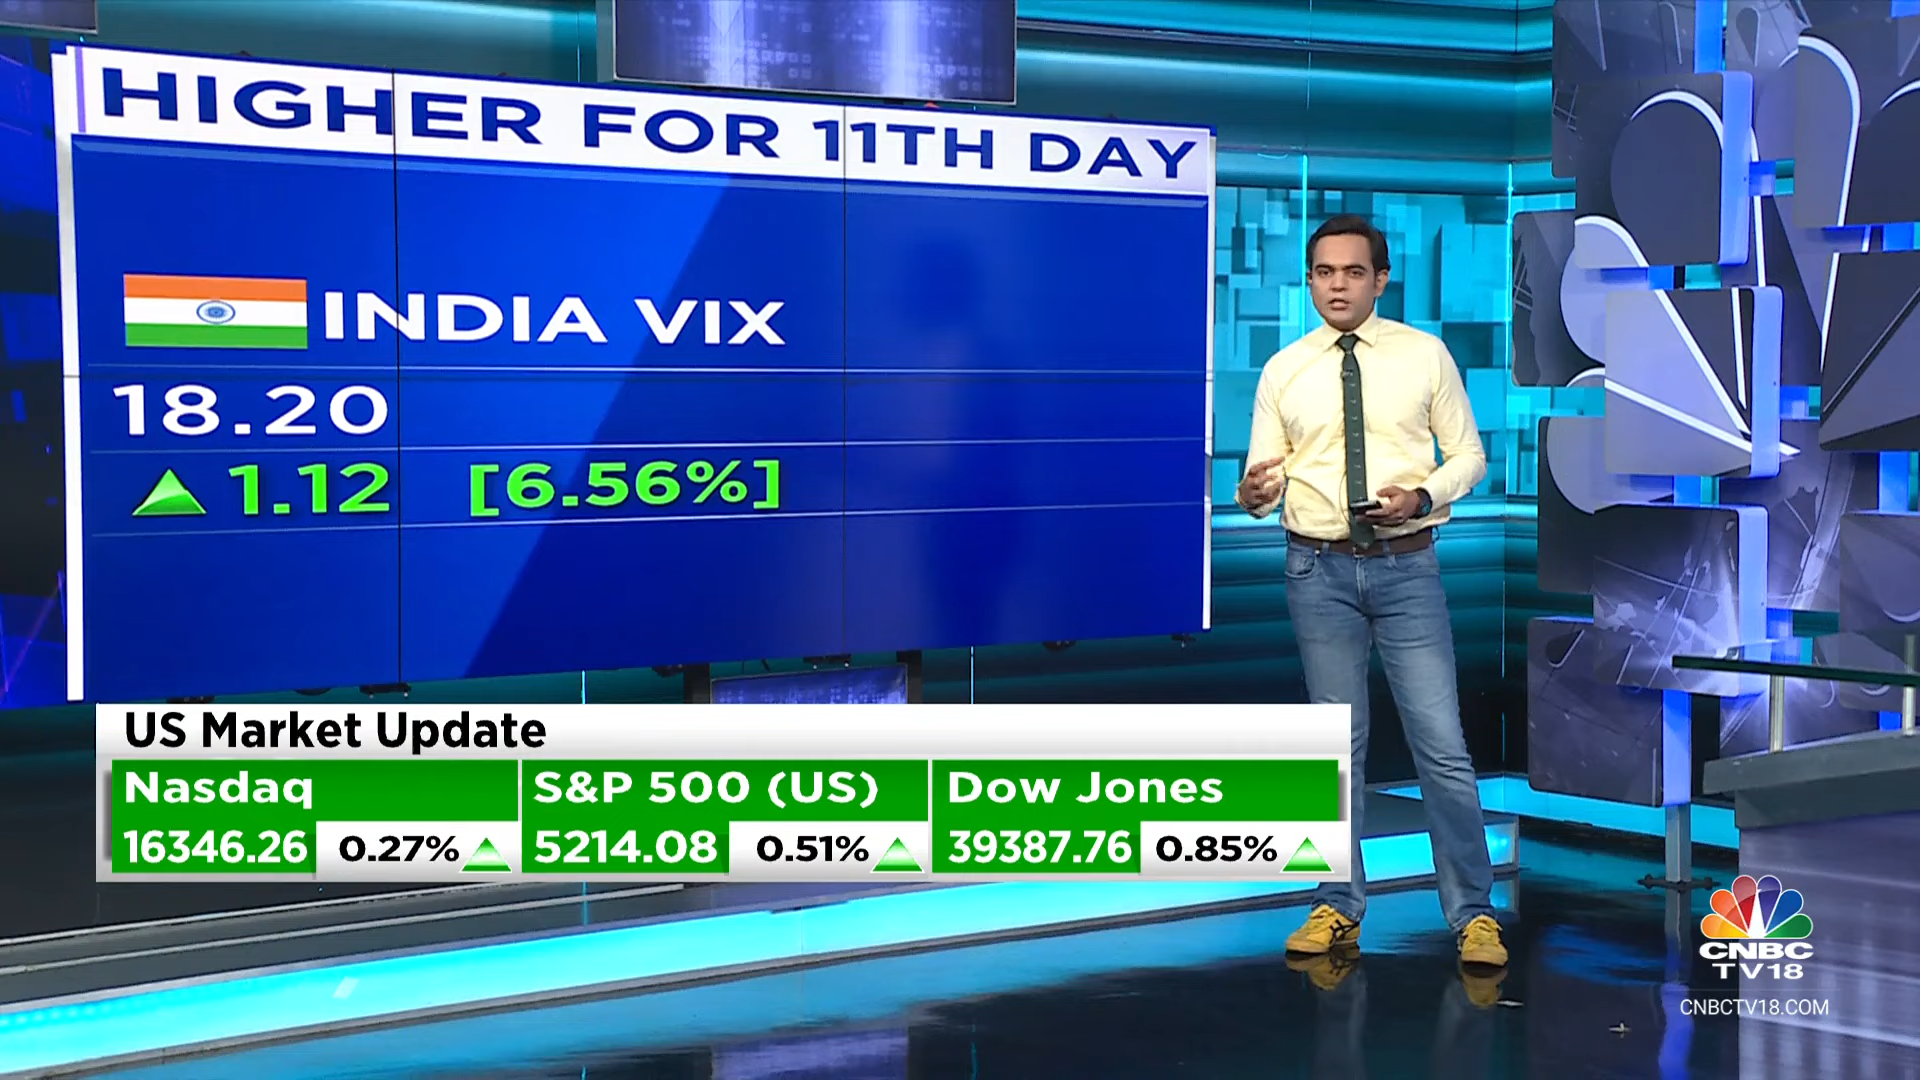 HIGHER FOR 11TH DAY
INDIA VIX
18.20
▲ 1.12 [6.56%]
US Market Update
Nasdaq
16346.26 0.27% ▲
S&P 500 (US)
5214.08 0.51% ▲
Dow Jones
39387.76 0.85% ▲
CNBC
TV18
CNBCTV18.COM